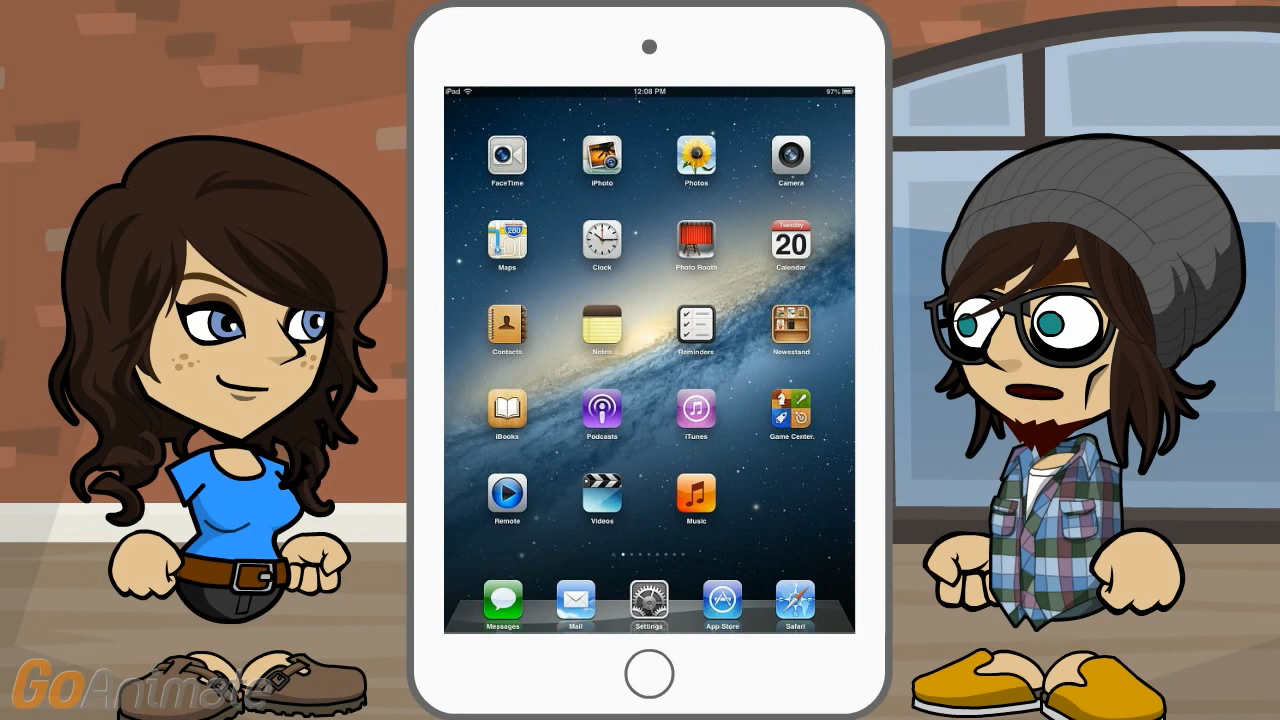 iPad 12:08 PM 97%
FaceTime iPhoto Photos Camera
280 Tuesday 20
Maps Clock Photo Booth Calendar
Contacts Notes Reminders Newsstand
iBooks Podcasts iTunes Game Center
Remote Videos Music
Messages Mail Settings App Store Safari
GoAnimate